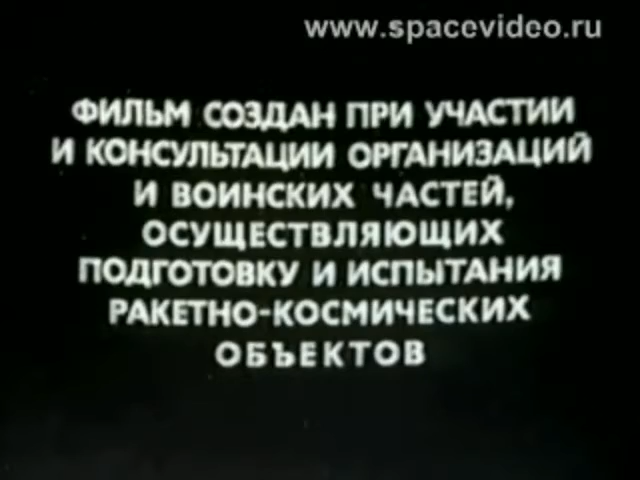 www.spacevideo.ru
ФИЛЬМ СОЗДАН ПРИ УЧАСТИИ
И КОНСУЛЬТАЦИИ ОРГАНИЗАЦИЙ
И ВОИНСКИХ ЧАСТЕЙ,
ОСУЩЕСТВЛЯЮЩИХ
ПОДГОТОВКУ И ИСПЫТАНИЯ
РАКЕТНО-КОСМИЧЕСКИХ
ОБЪЕКТОВ